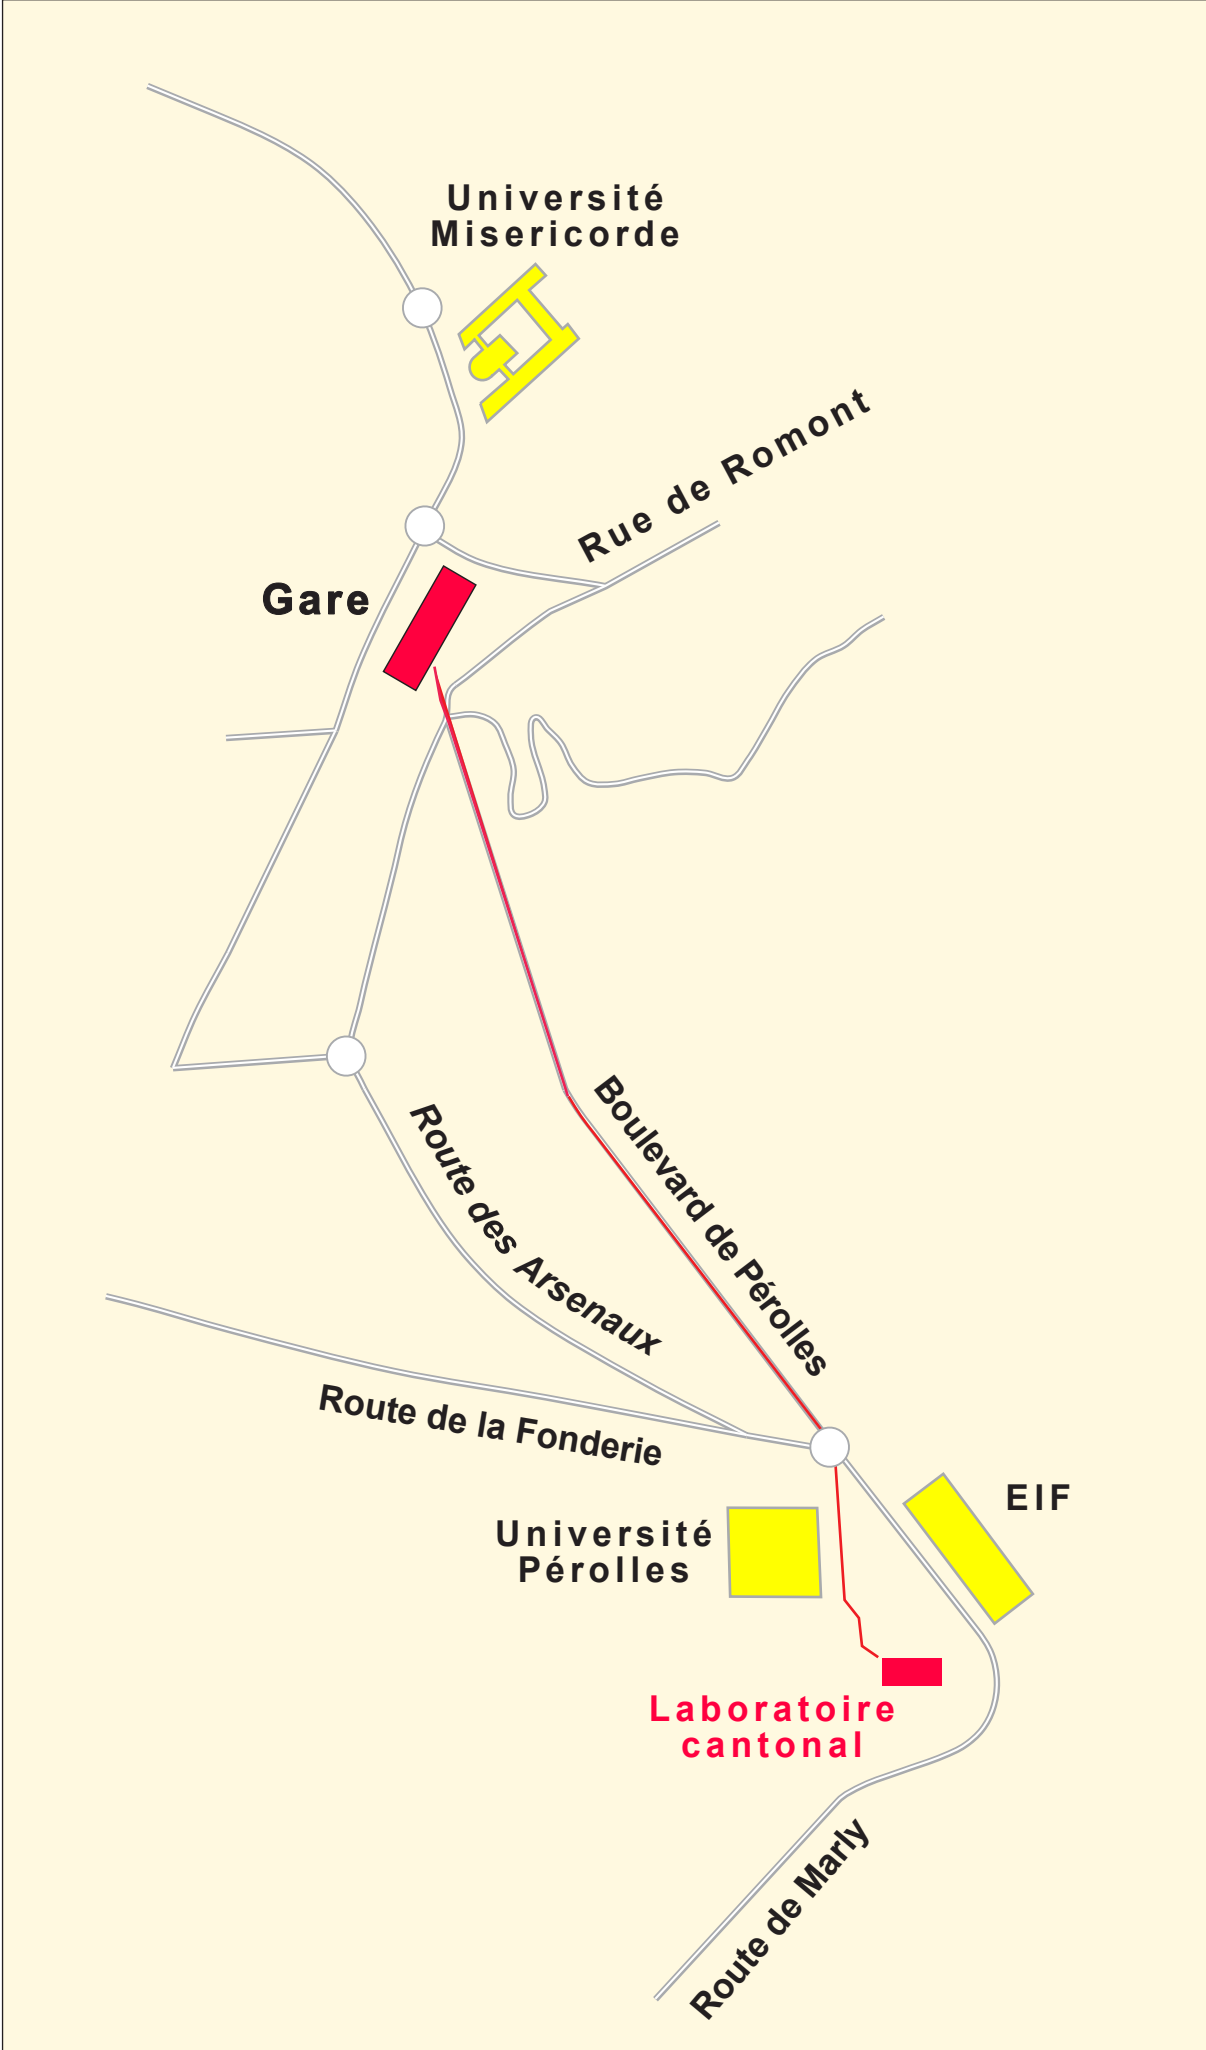 Université
Misericorde
Rue de Romont
Gare
Boulevard de Pérolles
Route des Arsenaux
Route de la Fonderie
EIF
Université
Pérolles
Laboratoire
cantonal
Route de Marly